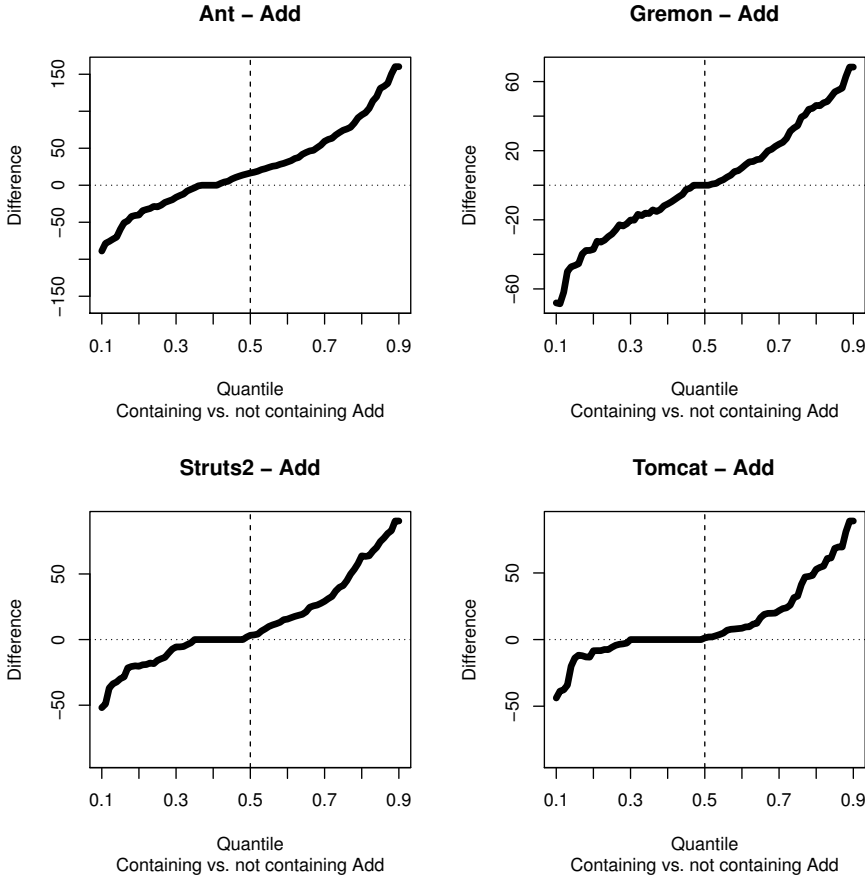 Ant − Add
150
50
0
−50
−150
Difference
0.1 0.3 0.5 0.7 0.9
Quantile
Containing vs. not containing Add
Gremon − Add
60
20
−20
−60
Difference
0.1 0.3 0.5 0.7 0.9
Quantile
Containing vs. not containing Add
Struts2 − Add
50
0
−50
Difference
0.1 0.3 0.5 0.7 0.9
Quantile
Containing vs. not containing Add
Tomcat − Add
50
0
−50
Difference
0.1 0.3 0.5 0.7 0.9
Quantile
Containing vs. not containing Add